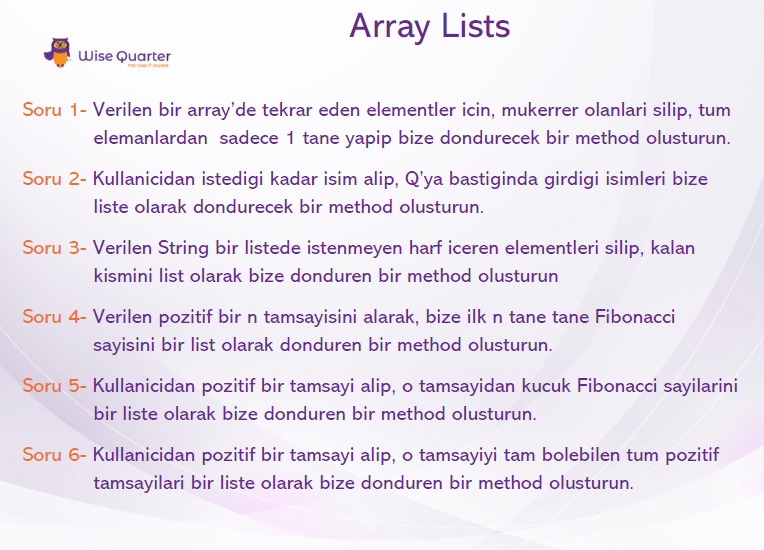 Array Lists
Wise Quarter
first class IT courses
Soru 1- Verilen bir array’de tekrar eden elementler icin, mukerrer olanlari silip, tum
elemanlardan sadece 1 tane yapip bize dondurecek bir method olusturun.
Soru 2- Kullanicidan istedigi kadar isim alip, Q’ya bastiginda girdigi isimleri bize
liste olarak dondurecek bir method olusturun.
Soru 3- Verilen String bir listede istenmeyen harf iceren elementleri silip, kalan
kismini list olarak bize donduren bir method olusturun
Soru 4- Verilen pozitif bir n tamsayisini alarak, bize ilk n tane tane Fibonacci
sayisini bir list olarak donduren bir method olusturun.
Soru 5- Kullanicidan pozitif bir tamsayi alip, o tamsayidan kucuk Fibonacci sayilarini
bir liste olarak bize donduren bir method olusturun.
Soru 6- Kullanicidan pozitif bir tamsayi alip, o tamsayiyi tam bolebilen tum pozitif
tamsayilari bir liste olarak bize donduren bir method olusturun.